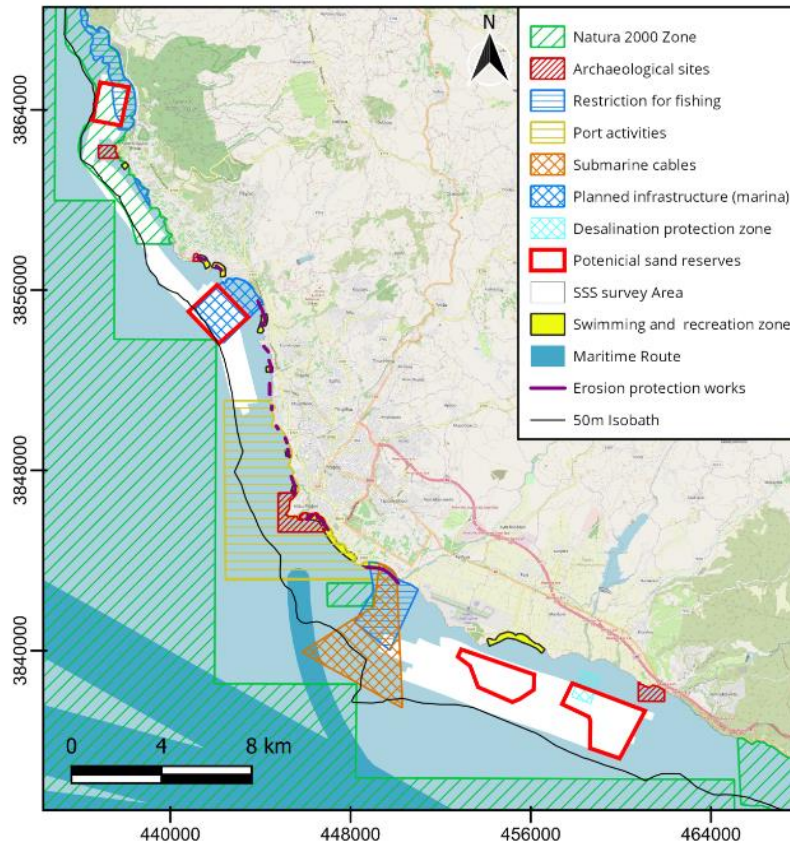 N
Natura 2000 Zone
Archaeological sites
Restriction for fishing
Port activities
Submarine cables
Planned infrastructure (marina)
Desalination protection zone
Potenicial sand reserves
SSS survey Area
Swimming and recreation zone
Maritime Route
Erosion protection works
50m Isobath
3864000
3856000
3848000
3840000
0 4 8 km
440000 448000 456000 464000